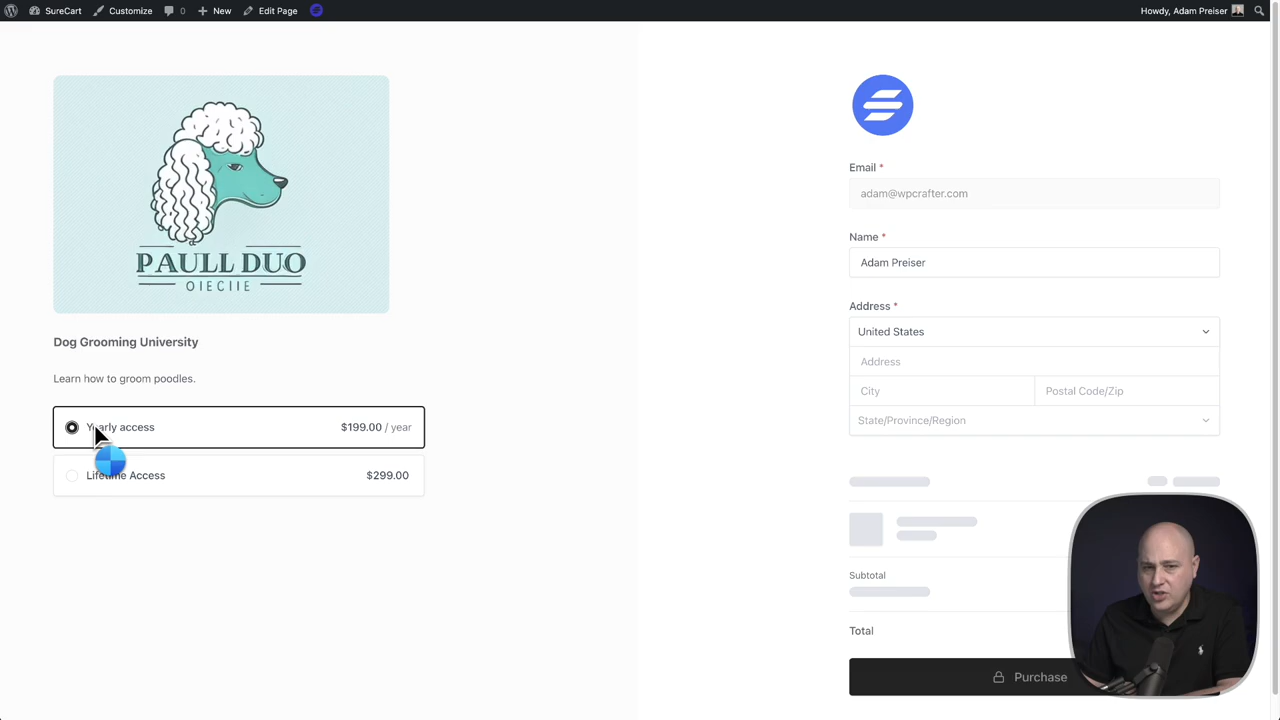 SureCart
Customize
0
New
Edit Page
Howdy, Adam Preiser
PAULL DUO
OIECIIE
Dog Grooming University
Learn how to groom poodles.
Yearly access
$199.00 / year
Lifetime Access
$299.00
Email *
adam@wpcrafter.com
Name *
Adam Preiser
Address *
United States
Address
City
Postal Code/Zip
State/Province/Region
Subtotal
Total
Purchase